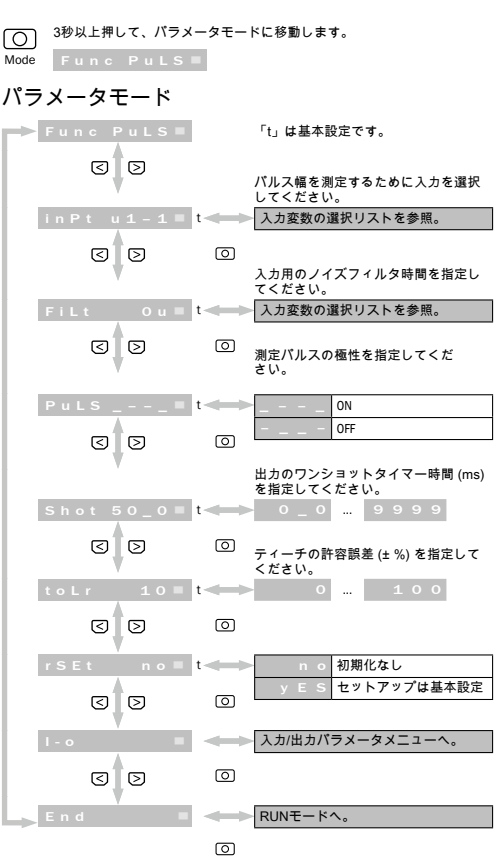 3秒以上押して、パラメータモードに移動します。
Mode
Func PuLS
パラメータモード
Func PuLS
「t」は基本設定です。
パルス幅を測定するために入力を選択
してください。
inPt u1-1 t 入力変数の選択リストを参照。
入力用のノイズフィルタ時間を指定し
てください。
FiLt 0u t 入力変数の選択リストを参照。
測定パルスの極性を指定してくだ
さい。
PuLS _--_ t _--_ ON
-__- OFF
出力のワンショットタイマー時間 (ms)
を指定してください。
Shot 50_0 t 0_0 ... 9999
ティーチの許容誤差 (± %) を指定して
ください。
toLr 10 t 0 ... 100
rSEt no t no 初期化なし
yES セットアップは基本設定
I-o 入力/出力パラメータメニューへ。
End RUNモードへ。